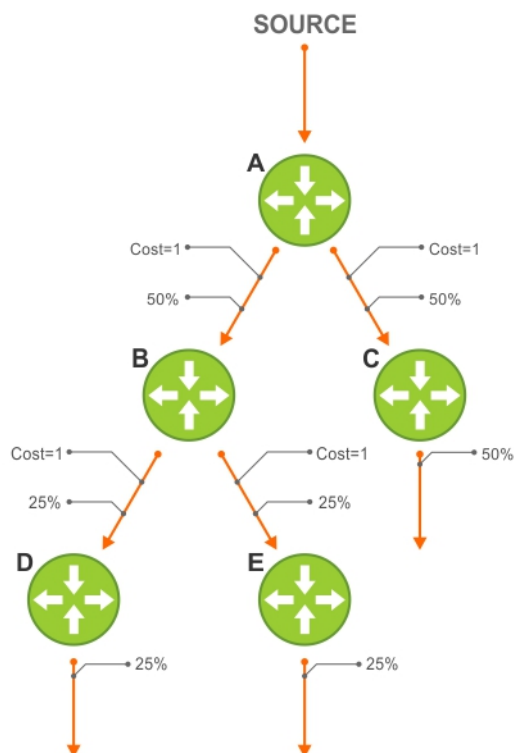 SOURCE
A
Cost=1 Cost=1
50% 50%
B C
Cost=1 Cost=1 50%
25% 25%
D E
25% 25%